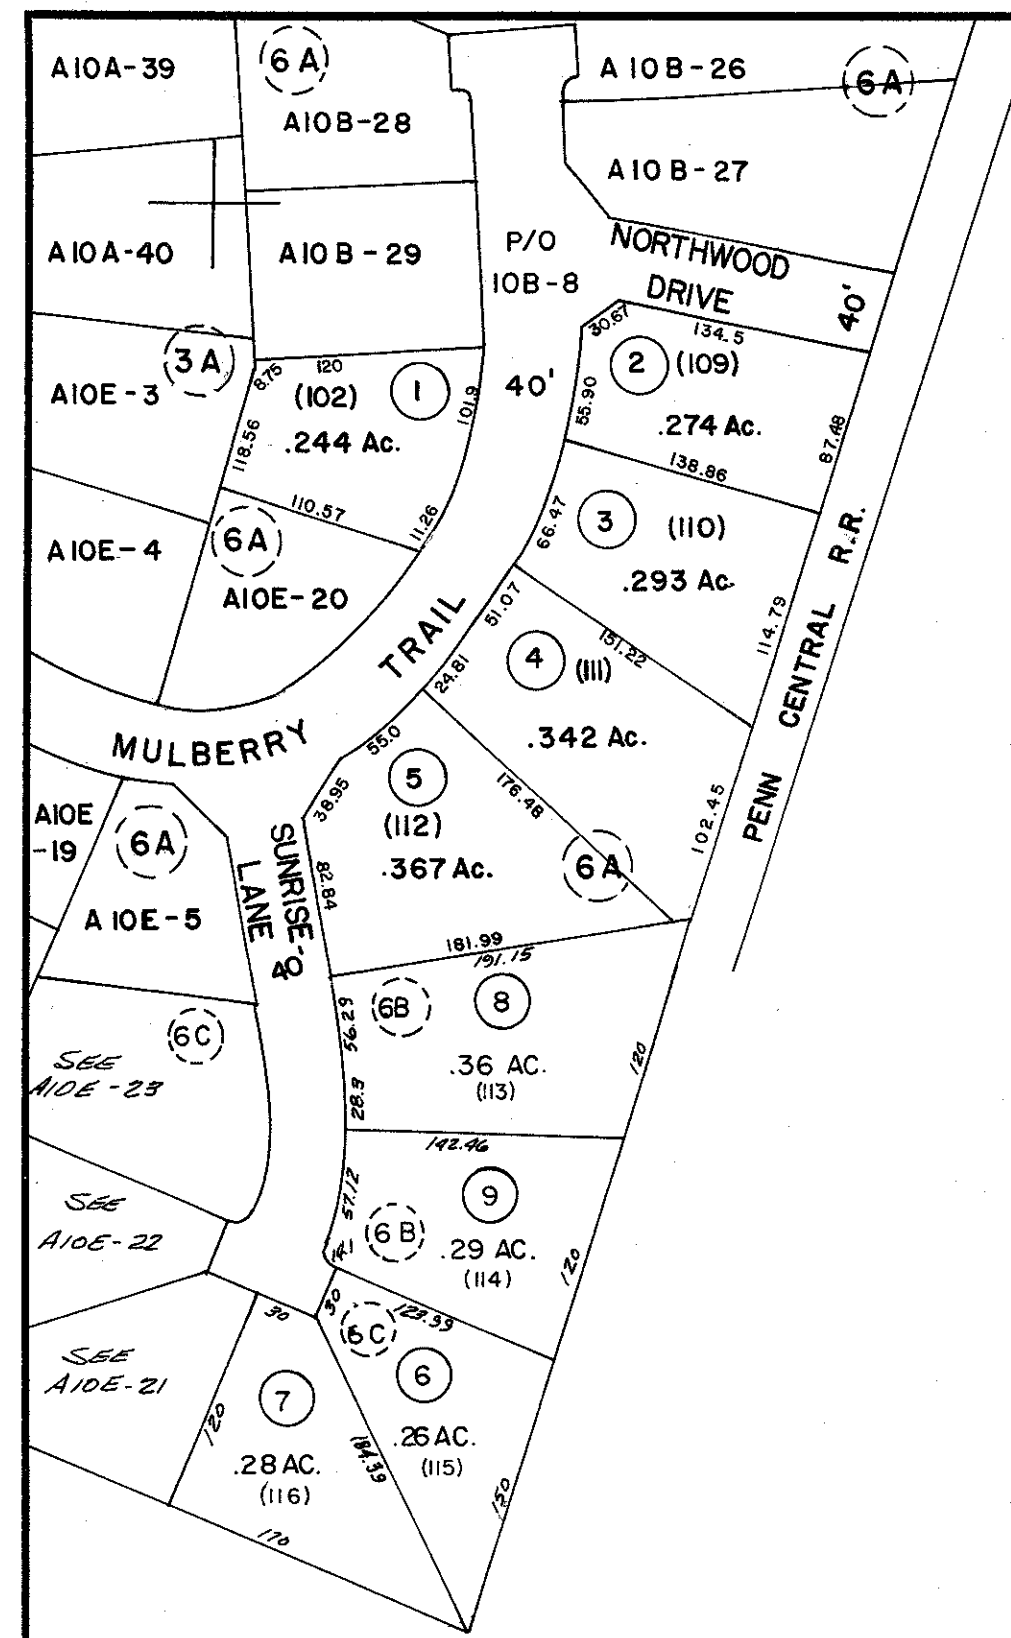 A10A-39
6A
A10B-28
A10B-26
6A
A10B-27
A10A-40
A10B-29
P/O
10B-8
NORTHWOOD
DRIVE
40'
3A
A10E-3
8.75
120
(102)
1
.244 Ac.
118.56
101.9
110.57
11.26
40'
30.67
134.5
2
(109)
.274 Ac.
55.90
87.48
138.86
3
(110)
.293 Ac.
66.47
114.79
A10E-4
6A
A10E-20
TRAIL
51.07
151.22
4
(111)
24.81
.342 Ac.
PENN CENTRAL R.R.
MULBERRY
55.0
38.95
5
(112)
176.48
102.45
.367 Ac.
6A
A10E
-19
6A
A10E-5
SUNRISE-40'
LANE
82.84
181.99
191.15
6B
8
56.29
.36 AC.
(113)
28.9
120
6C
SEE
A10E-23
142.46
9
57.12
6B
.29 AC.
(114)
14.1
120
SEE
A10E-22
30
30
123.39
6C
6
.26 AC.
(115)
SEE
A10E-21
7
120
184.39
.28 AC.
(116)
150
170